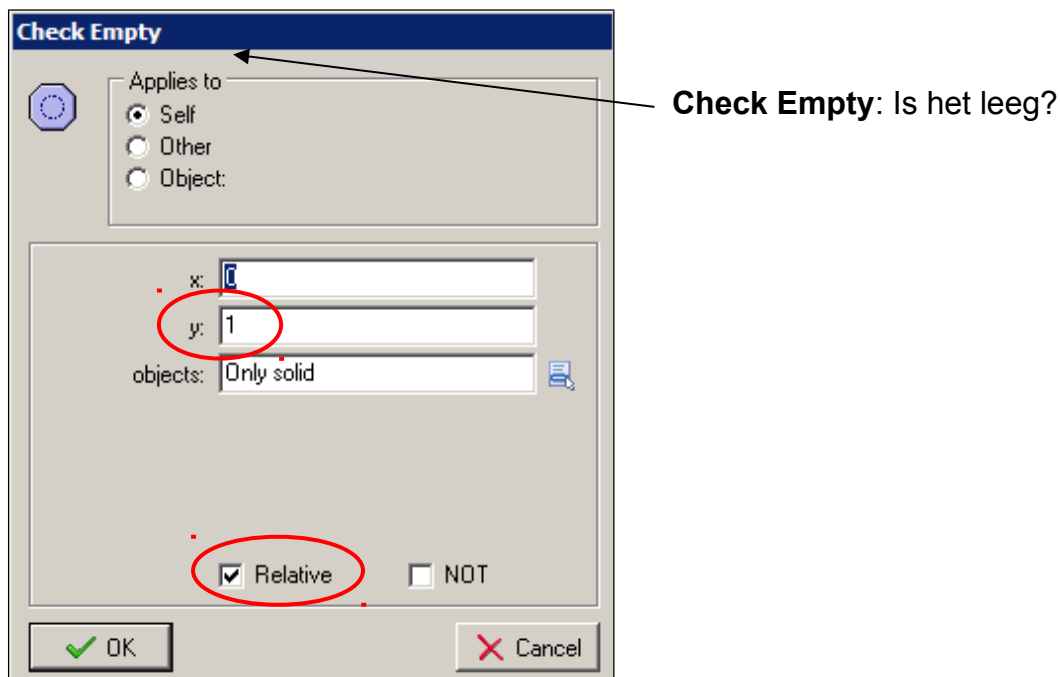 Check Empty
Applies to
Self
Other
Object:
Check Empty: Is het leeg?
x: 0
y: 1
objects: Only solid
Relative NOT
OK Cancel